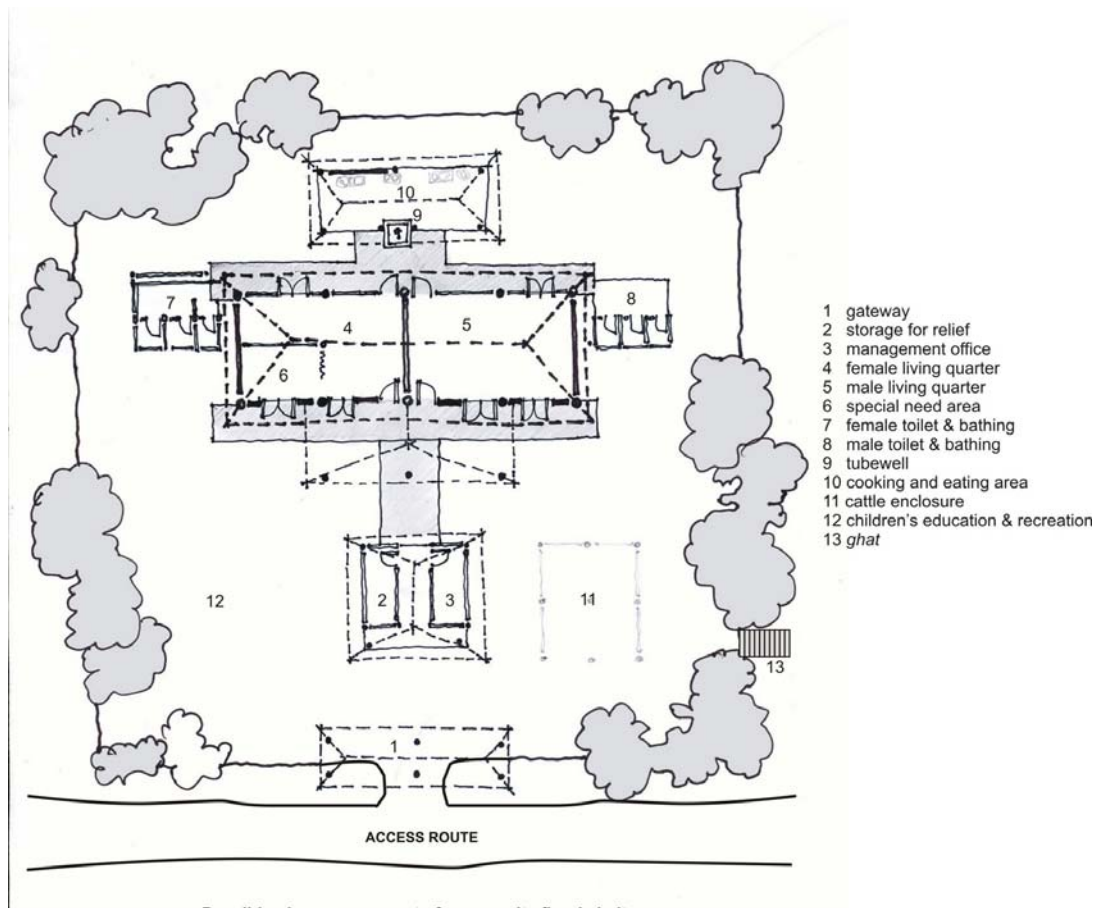 10
9
7
8
4
5
6
12
2
3
11
13
1
ACCESS ROUTE
1 gateway
2 storage for relief
3 management office
4 female living quarter
5 male living quarter
6 special need area
7 female toilet & bathing
8 male toilet & bathing
9 tubewell
10 cooking and eating area
11 cattle enclosure
12 children's education & recreation
13 ghat